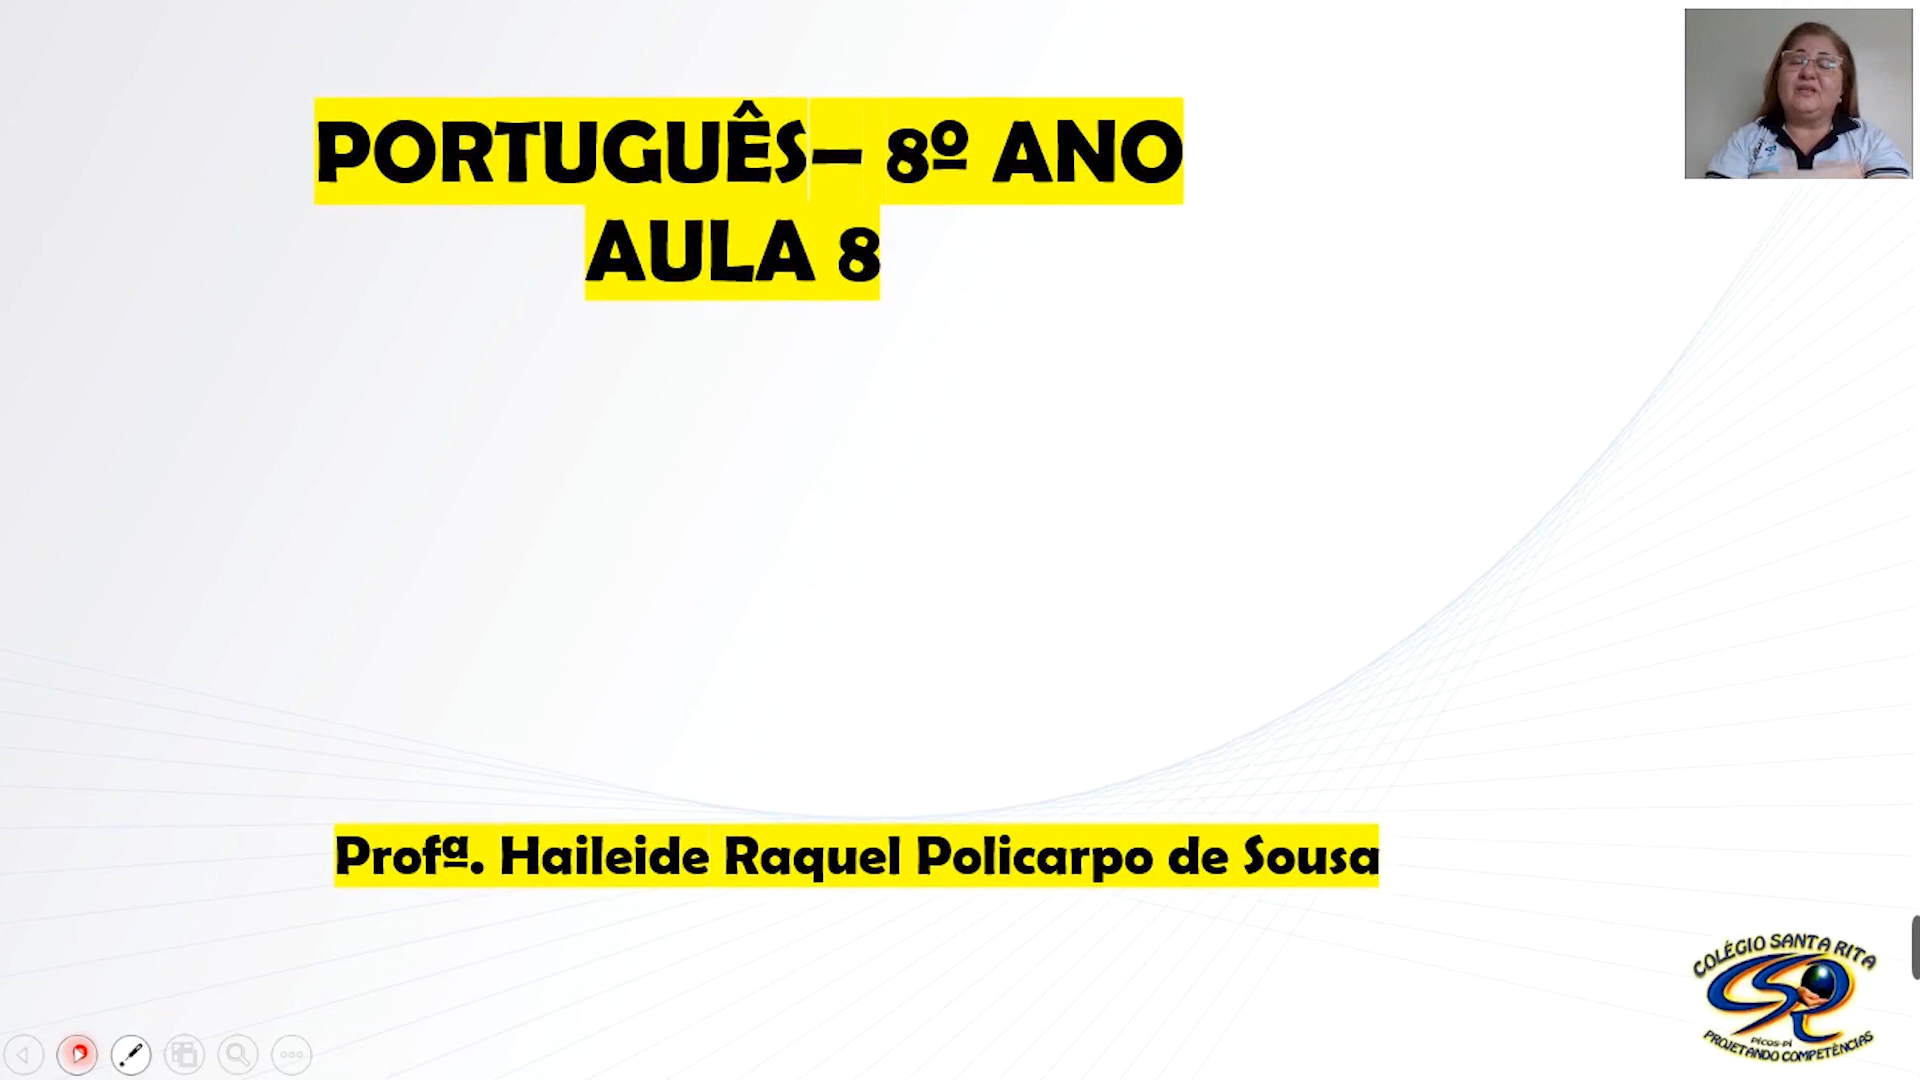 PORTUGUÊS– 8º ANO
AULA 8
Profª. Haileide Raquel Policarpo de Sousa
COLÉGIO SANTA RITA
PICOS-PI
PROJETANDO COMPETÊNCIAS